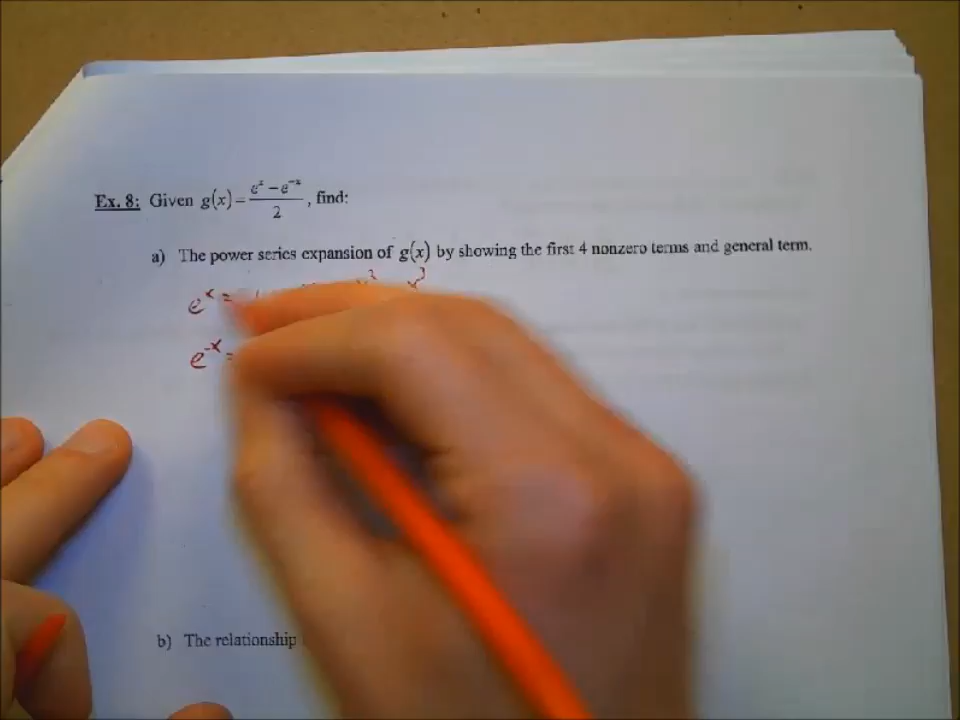 Ex. 8: Given g(x) = (e^x − e^−x)/2, find:
a) The power series expansion of g(x) by showing the first 4 nonzero terms and general term.
e^x =
e^-x =
b) The relationship